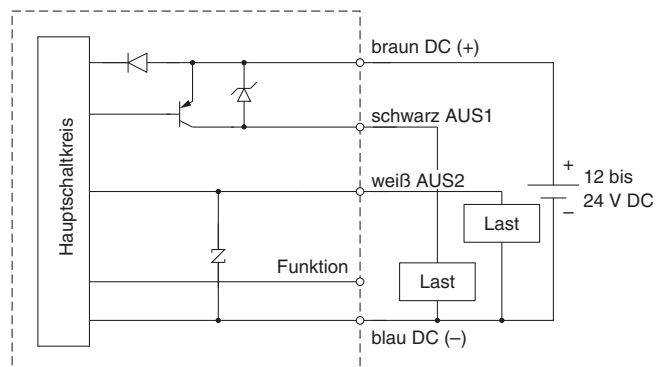 braun DC (+)
schwarz AUS1
weiß AUS2
Hauptschaltkreis
+
12 bis
24 V DC
–
Last
Funktion
Last
blau DC (–)